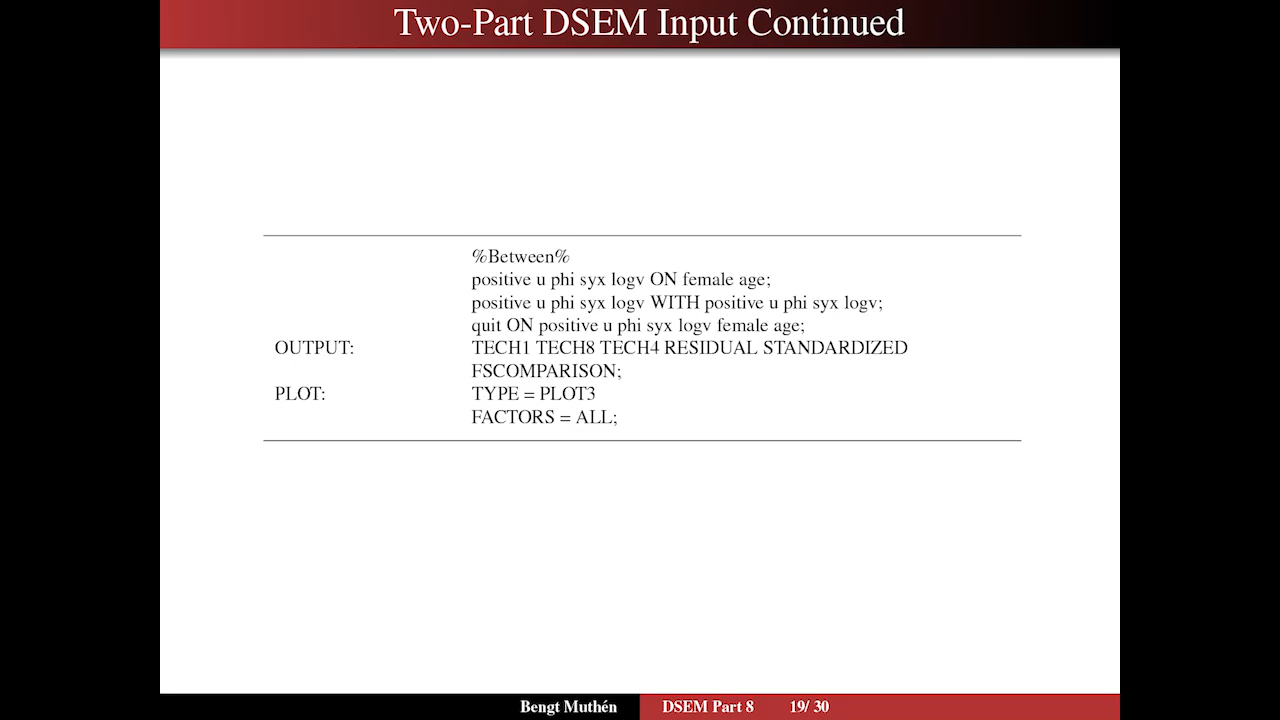 Two-Part DSEM Input Continued
%Between%
positive u phi syx logv ON female age;
positive u phi syx logv WITH positive u phi syx logv;
quit ON positive u phi syx logv female age;
OUTPUT: TECH1 TECH8 TECH4 RESIDUAL STANDARDIZED
FSCOMPARISON;
PLOT: TYPE = PLOT3
FACTORS = ALL;
Bengt Muthén DSEM Part 8 19/ 30